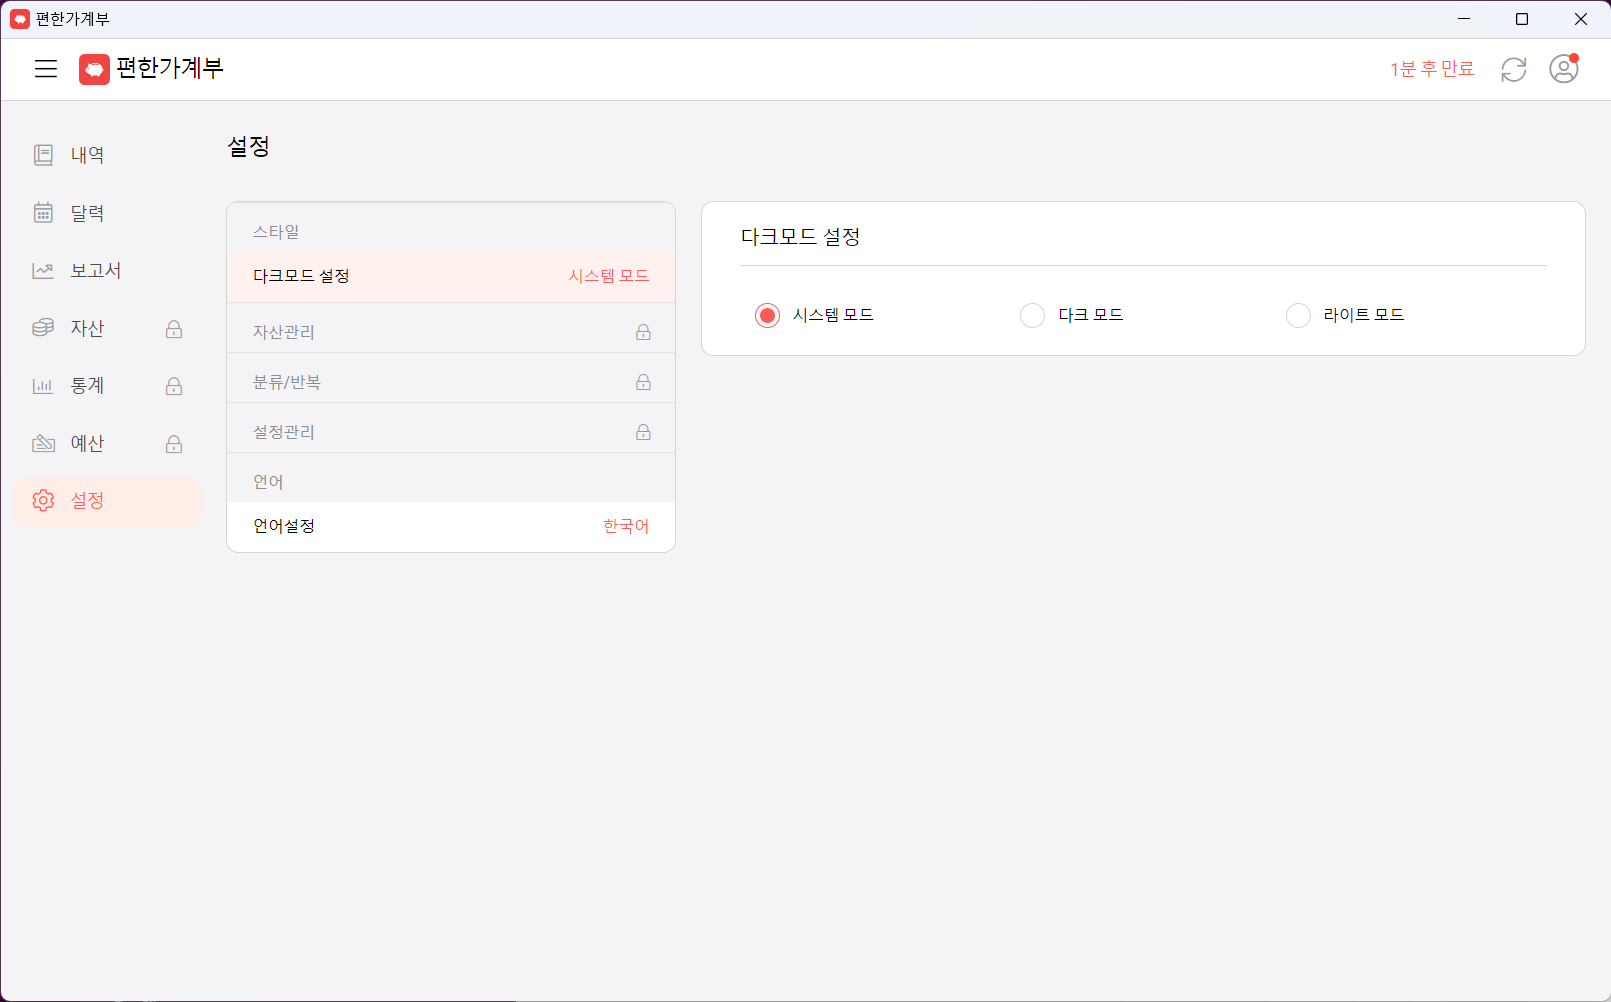 편한가계부
편한가계부
1분 후 만료
내역
달력
보고서
자산
통계
예산
설정
설정
스타일
다크모드 설정 시스템 모드
자산관리
분류/반복
설정관리
언어
언어설정 한국어
다크모드 설정
시스템 모드 다크 모드 라이트 모드